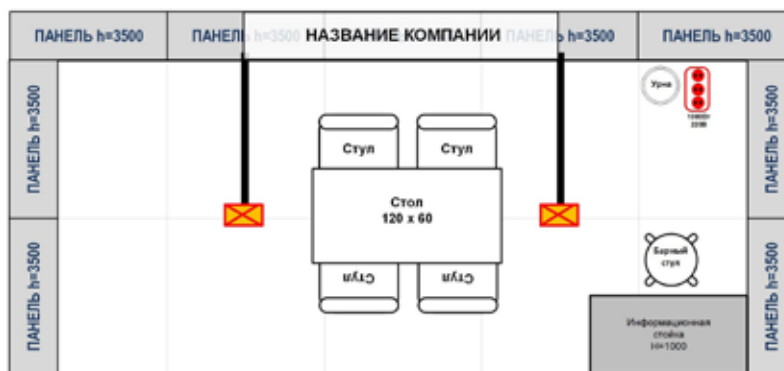 ПАНЕЛЬ h=3500
ПАНЕЛЬ h=3500
НАЗВАНИЕ КОМПАНИИ
ПАНЕЛЬ h=3500
ПАНЕЛЬ h=3500
ПАНЕЛЬ h=3500
Урна
ПАНЕЛЬ h=3500
Стул
Стул
Стол
120 x 60
Стул
Стул
ПАНЕЛЬ h=3500
Барный
стул
ПАНЕЛЬ h=3500
Информационная
стойка
H=1000